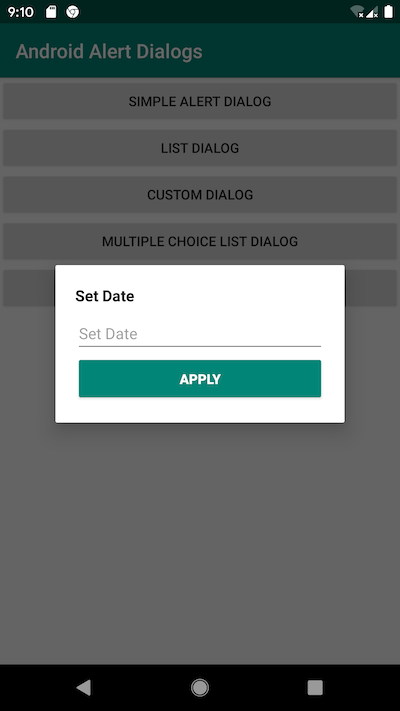 9:10
Android Alert Dialogs
SIMPLE ALERT DIALOG
LIST DIALOG
CUSTOM DIALOG
MULTIPLE CHOICE LIST DIALOG
Set Date
Set Date
APPLY